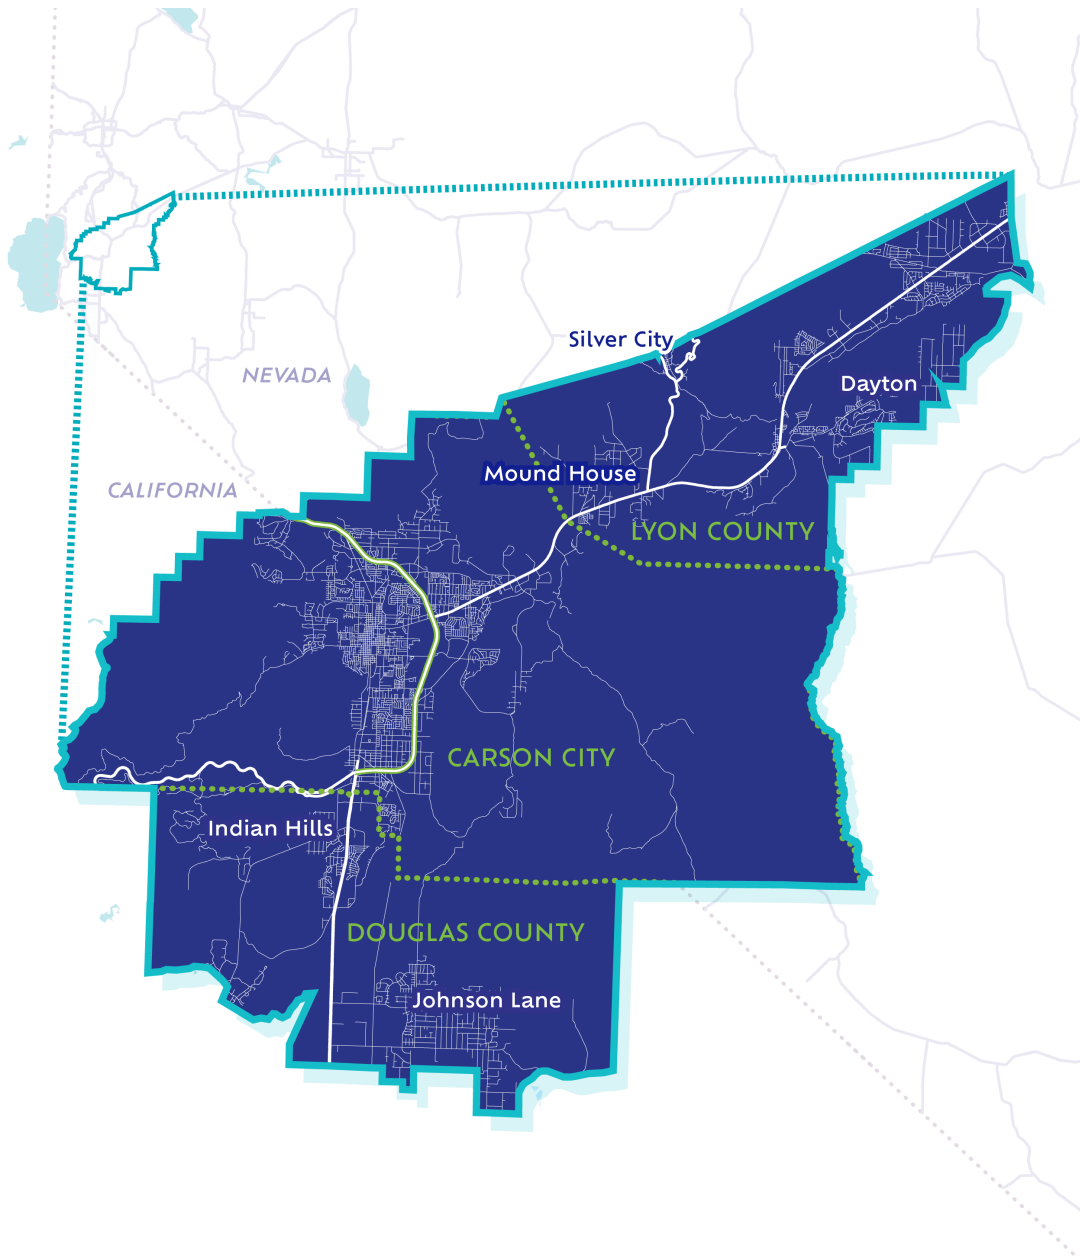 Silver City
NEVADA
Dayton
Mound House
CALIFORNIA
LYON COUNTY
CARSON CITY
Indian Hills
DOUGLAS COUNTY
Johnson Lane